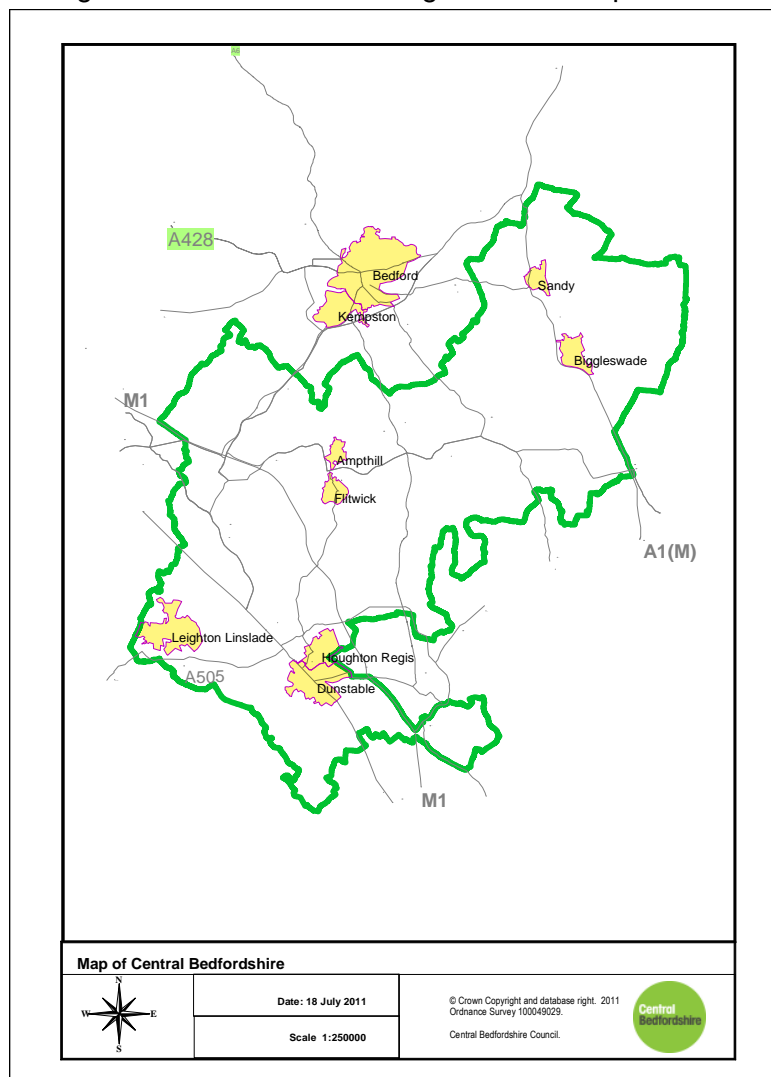 A6
A428
Bedford
Sandy
Kempston
Biggleswade
M1
Ampthill
Flitwick
A1(M)
Leighton Linslade
Houghton Regis
A505
Dunstable
M1
Map of Central Bedfordshire
N
W E
S
Date: 18 July 2011
Scale 1:250000
© Crown Copyright and database right. 2011
Ordnance Survey 100049029.
Central Bedfordshire Council.
Central
Bedfordshire